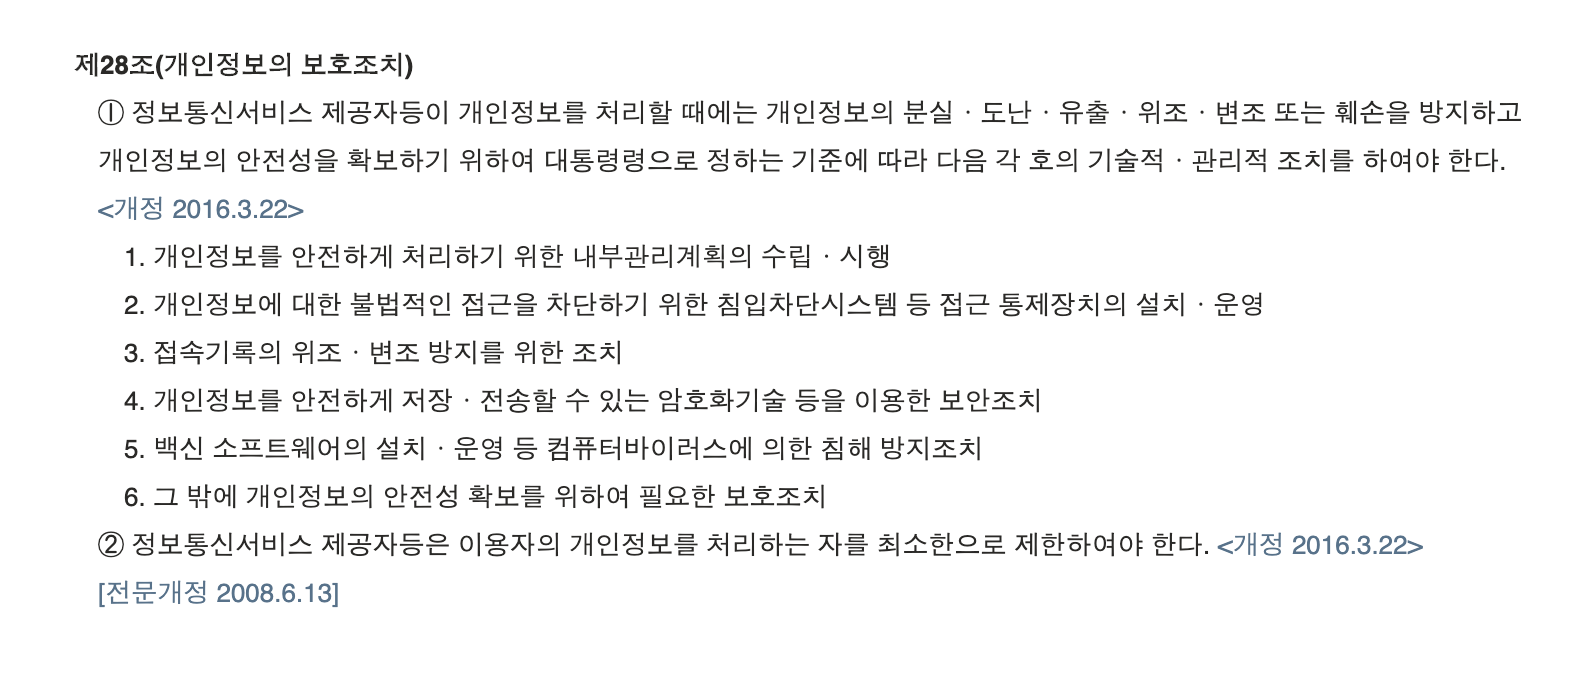 제28조(개인정보의 보호조치)
① 정보통신서비스 제공자등이 개인정보를 처리할 때에는 개인정보의 분실ㆍ도난ㆍ유출ㆍ위조ㆍ변조 또는 훼손을 방지하고
개인정보의 안전성을 확보하기 위하여 대통령령으로 정하는 기준에 따라 다음 각 호의 기술적ㆍ관리적 조치를 하여야 한다.
<개정 2016.3.22>
1. 개인정보를 안전하게 처리하기 위한 내부관리계획의 수립ㆍ시행
2. 개인정보에 대한 불법적인 접근을 차단하기 위한 침입차단시스템 등 접근 통제장치의 설치ㆍ운영
3. 접속기록의 위조ㆍ변조 방지를 위한 조치
4. 개인정보를 안전하게 저장ㆍ전송할 수 있는 암호화기술 등을 이용한 보안조치
5. 백신 소프트웨어의 설치ㆍ운영 등 컴퓨터바이러스에 의한 침해 방지조치
6. 그 밖에 개인정보의 안전성 확보를 위하여 필요한 보호조치
② 정보통신서비스 제공자등은 이용자의 개인정보를 처리하는 자를 최소한으로 제한하여야 한다. <개정 2016.3.22>
[전문개정 2008.6.13]